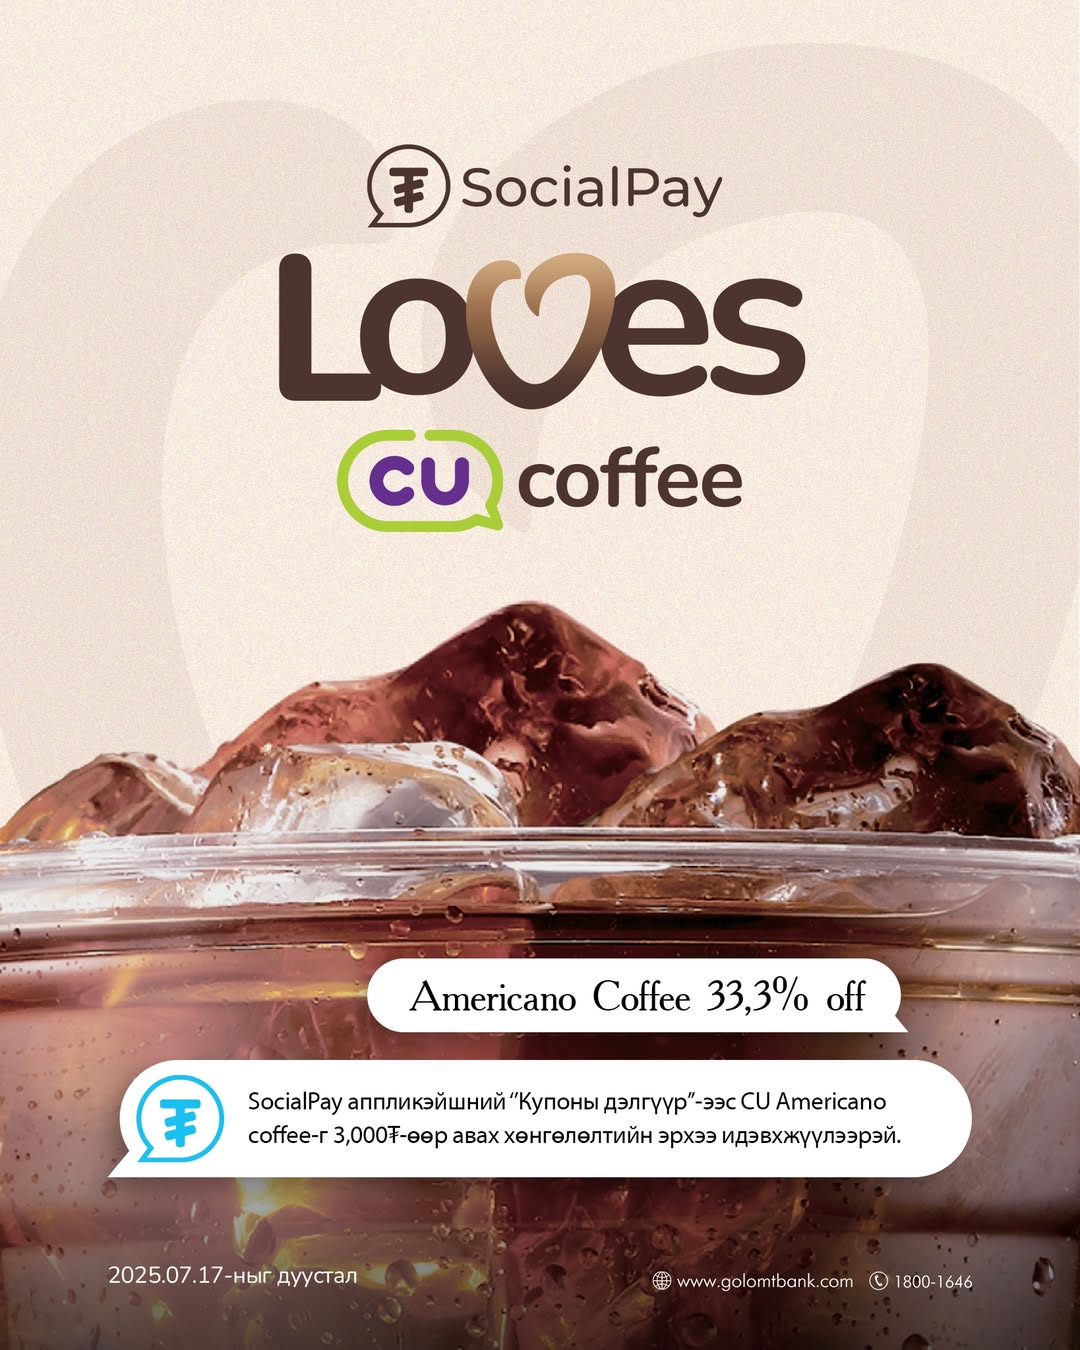 SocialPay
Loves
CU coffee
Americano Coffee 33,3% off
SocialPay аппликэйшний “Купоны дэлгүүр”-ээс CU Americano
coffee-г 3,000₮-өөр авах хөнгөлөлтийн эрхээ идэвхжүүлээрэй.
2025.07.17-ныг дуустал
www.golomtbank.com 1800-1646